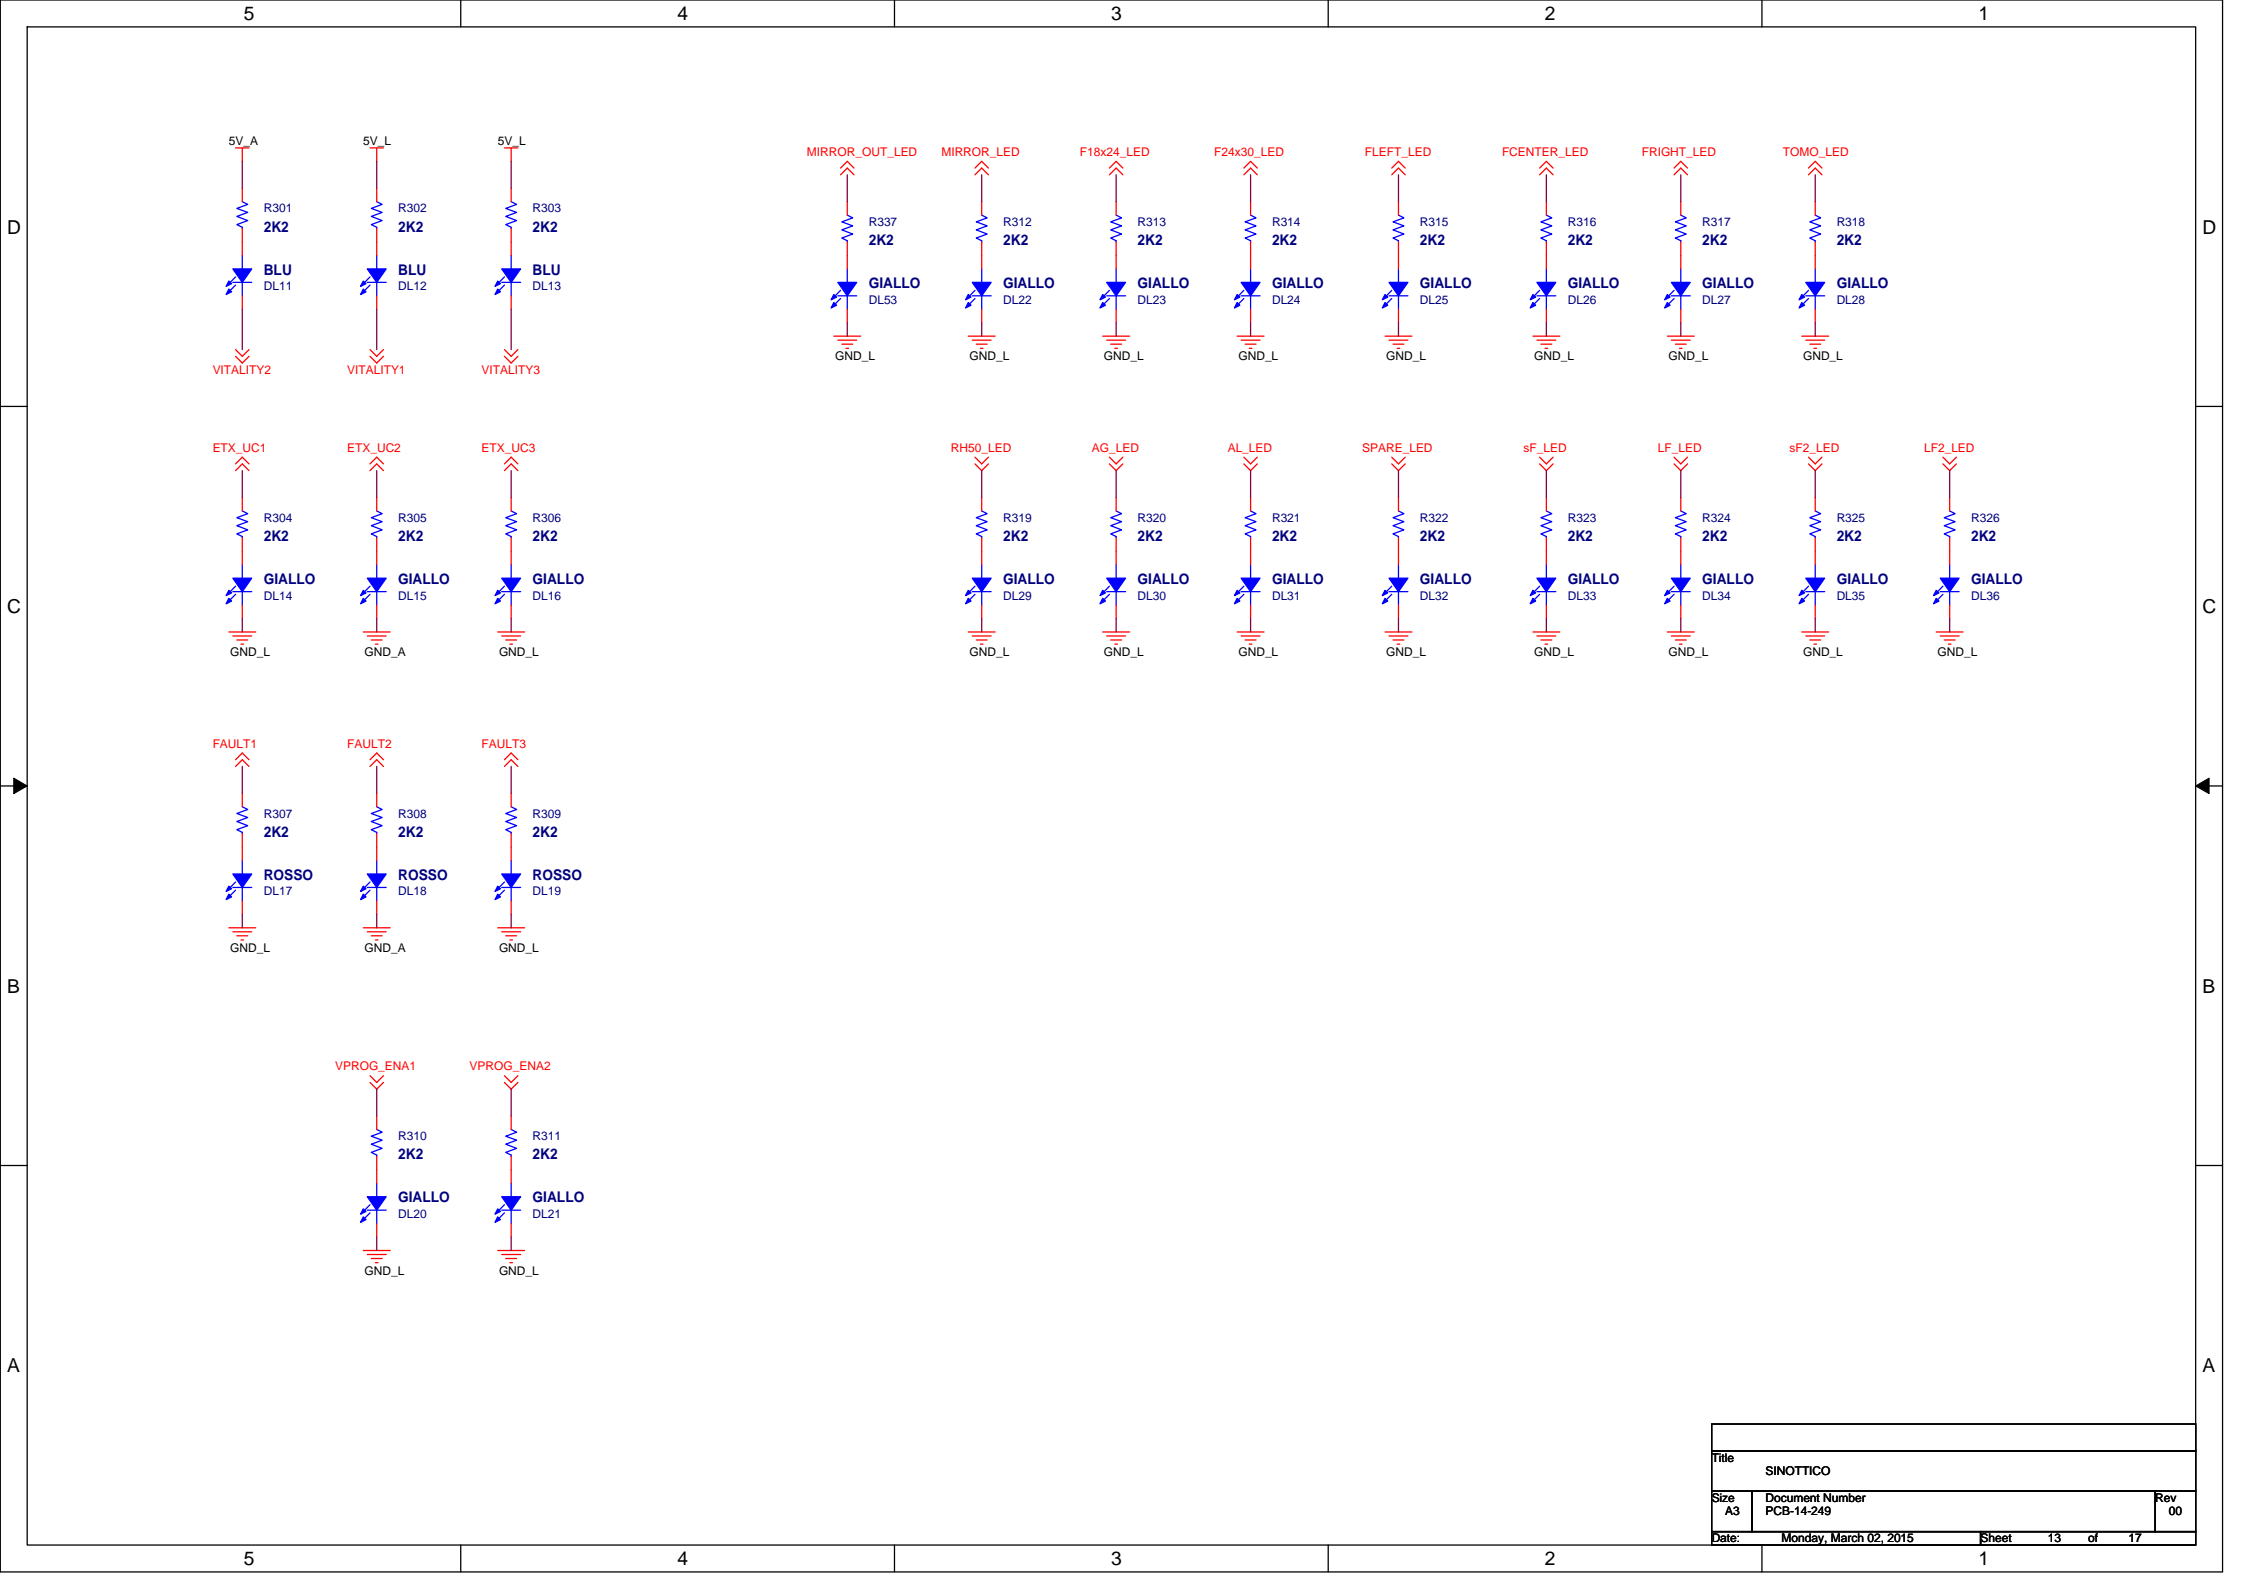 5 4 3 2 1
5V_A 5V_L 5V_L
MIRROR_OUT_LED MIRROR_LED F18x24_LED F24x30_LED FLEFT_LED FCENTER_LED FRIGHT_LED TOMO_LED
R301 R302 R303
2K2 2K2 2K2
R337 R312 R313 R314 R315 R316 R317 R318
2K2 2K2 2K2 2K2 2K2 2K2 2K2 2K2
D D
BLU BLU BLU
DL11 DL12 DL13
GIALLO GIALLO GIALLO GIALLO GIALLO GIALLO GIALLO GIALLO
DL53 DL22 DL23 DL24 DL25 DL26 DL27 DL28
GND_L GND_L GND_L GND_L GND_L GND_L GND_L GND_L
VITALITY2 VITALITY1 VITALITY3
ETX_UC1 ETX_UC2 ETX_UC3 RH50_LED AG_LED AL_LED SPARE_LED sF_LED LF_LED sF2_LED LF2_LED
R304 R305 R306 R319 R320 R321 R322 R323 R324 R325 R326
2K2 2K2 2K2 2K2 2K2 2K2 2K2 2K2 2K2 2K2 2K2
GIALLO GIALLO GIALLO GIALLO GIALLO GIALLO GIALLO GIALLO GIALLO GIALLO GIALLO
DL14 DL15 DL16 DL29 DL30 DL31 DL32 DL33 DL34 DL35 DL36
C C
GND_L GND_A GND_L GND_L GND_L GND_L GND_L GND_L GND_L GND_L GND_L
FAULT1 FAULT2 FAULT3
R307 R308 R309
2K2 2K2 2K2
ROSSO ROSSO ROSSO
DL17 DL18 DL19
GND_L GND_A GND_L
B B
VPROG_ENA1 VPROG_ENA2
R310 R311
2K2 2K2
GIALLO GIALLO
DL20 DL21
GND_L GND_L
A A
Title
SINOTTICO
Size Document Number Rev
A3 PCB-14-249 00
Date: Monday, March 02, 2015 Sheet 13 of 17
5 4 3 2 1